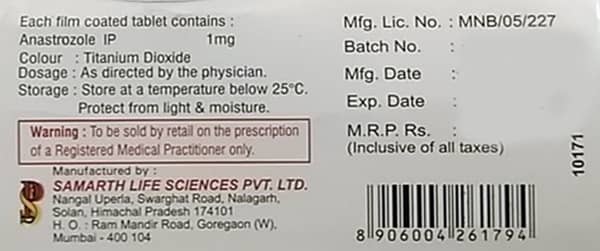 Each film coated tablet contains :
Anastrozole IP 1mg
Colour : Titanium Dioxide
Dosage : As directed by the physician.
Storage : Store at a temperature below 25°C.
Protect from light & moisture.
Warning : To be sold by retail on the prescription
of a Registered Medical Practitioner only.
Manufactured by :
SAMARTH LIFE SCIENCES PVT. LTD.
Nangal Uperla, Swarghat Road, Nalagarh,
Solan, Himachal Pradesh 174101
H. O. : Ram Mandir Road, Goregaon (W),
Mumbai - 400 104
Mfg. Lic. No. : MNB/05/227
Batch No. :
Mfg. Date :
Exp. Date :
M.R.P. Rs. :
(Inclusive of all taxes)
10171
8 906004 261794